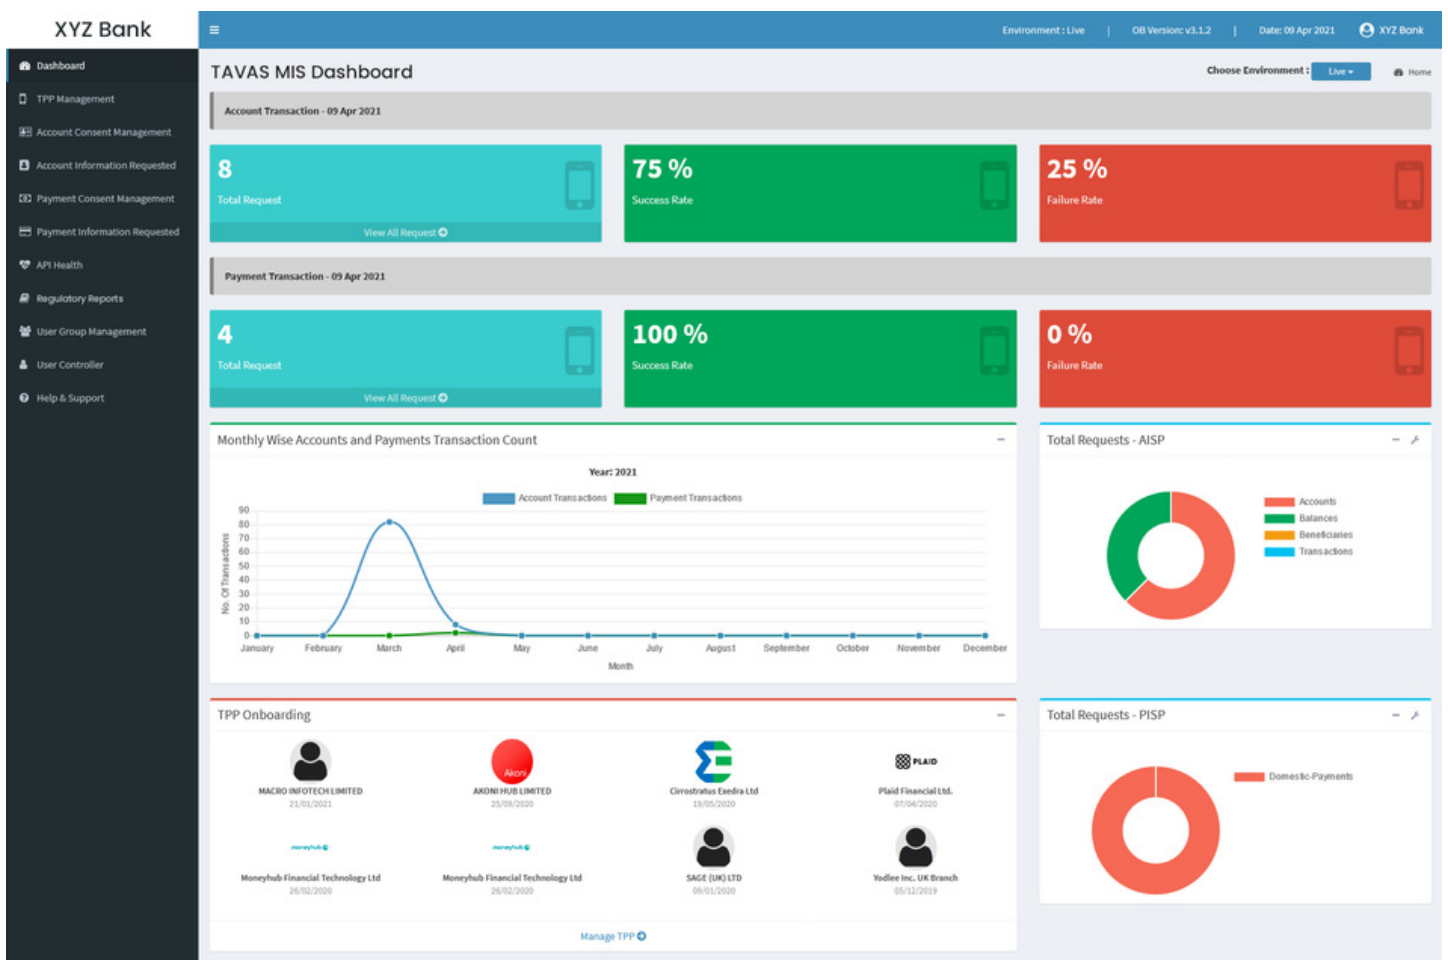 XYZ Bank
Environment : Live | OB Version: v3.1.2 | Date: 09 Apr 2021 XYZ Bank
Dashboard
TPP Management
Account Consent Management
Account Information Requested
Payment Consent Management
Payment Information Requested
API Health
Regulatory Reports
User Group Management
User Controller
Help & Support
TAVAS MIS Dashboard
Choose Environment : Live
Home
Account Transaction - 09 Apr 2021
8
Total Request
View All Request
75 %
Success Rate
25 %
Failure Rate
Payment Transaction - 09 Apr 2021
4
Total Request
View All Request
100 %
Success Rate
0 %
Failure Rate
Monthly Wise Accounts and Payments Transaction Count
Year: 2021
Account Transactions Payment Transactions
No. Of Transactions
90
80
70
60
50
40
30
20
10
0
January February March April May June July August September October November December
Month
Total Requests - AISP
Accounts
Balances
Beneficiaries
Transactions
TPP Onboarding
Akoni
PLAID
MACRO INFOTECH LIMITED AKONI HUB LIMITED Cirrostratus Exedra Ltd Plaid Financial Ltd.
21/01/2021 25/09/2020 19/05/2020 07/04/2020
moneyhub moneyhub
Moneyhub Financial Technology Ltd Moneyhub Financial Technology Ltd SAGE (UK) LTD Yodlee Inc. UK Branch
26/02/2020 26/02/2020 09/01/2020 05/12/2019
Manage TPP
Total Requests - PISP
Domestic-Payments